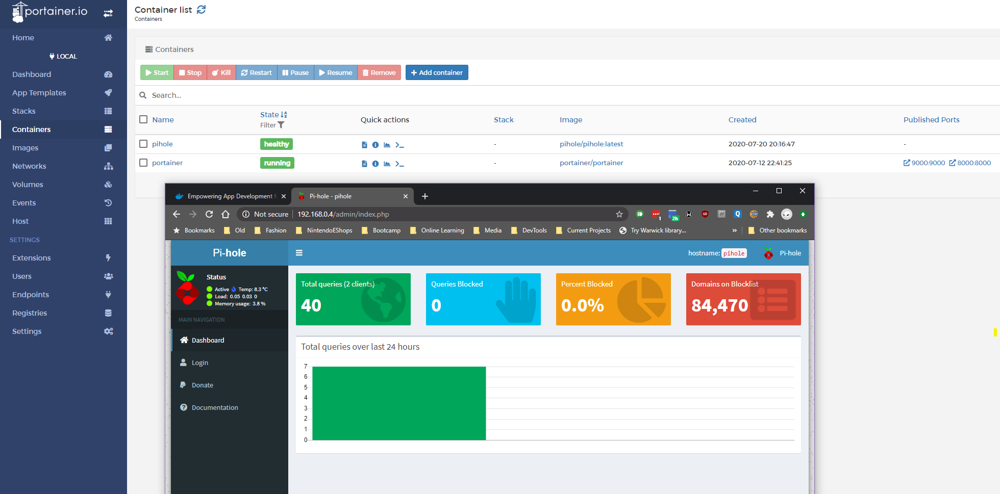 portainer.io
Home
LOCAL
Dashboard
App Templates
Stacks
Containers
Images
Networks
Volumes
Events
Host
SETTINGS
Extensions
Users
Endpoints
Registries
Settings
Container list
Containers
Containers
Start Stop Kill Restart Pause Resume Remove + Add container
Search...
Name State Quick actions Stack Image Created Published Ports
Filter
pihole healthy - pihole/pihole:latest 2020-07-20 20:16:47 -
portainer running - portainer/portainer 2020-07-12 22:41:25 9000:9000 8000:8000
Empowering App Development Pi-hole - pihole
Not secure 192.168.0.4/admin/index.php
Bookmarks Old Fashion NintendoEShops Bootcamp Online Learning Media DevTools Current Projects Try Warwick library... » Other bookmarks
Pi-hole hostname: pihole Pi-hole
Status
Active Temp: 8.3 °C
Load: 0.05 0.03 0
Memory usage: 3.8 %
MAIN NAVIGATION
Dashboard
Login
Donate
Documentation
Total queries (2 clients)
40
Queries Blocked
0
Percent Blocked
0.0%
Domains on Blocklist
84,470
Total queries over last 24 hours
7
6
5
4
3
2
1
0